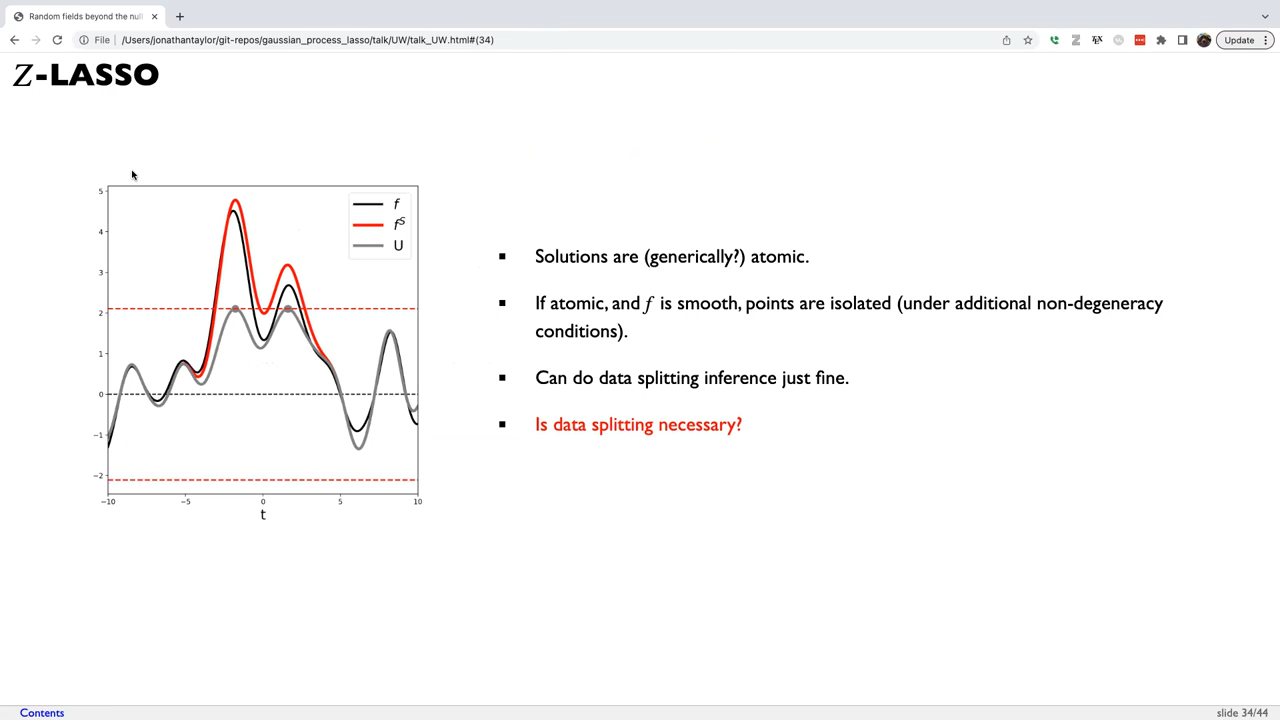 Random fields beyond the nul
File
/Users/jonathantaylor/git-repos/gaussian_process_lasso/talk/UW/talk_UW.html#(34)
Update
Z-LASSO
f
fS
U
5
4
3
2
1
0
−1
−2
−10
−5
0
5
10
t
▪ Solutions are (generically?) atomic.
▪ If atomic, and f is smooth, points are isolated (under additional non-degeneracy
conditions).
▪ Can do data splitting inference just fine.
▪ Is data splitting necessary?
Contents
slide 34/44